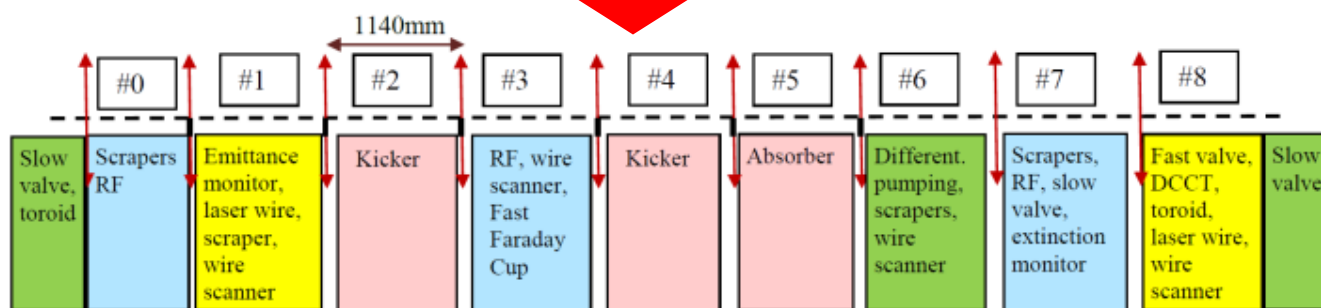 1140mm
#0
#1
#2
#3
#4
#5
#6
#7
#8
Slow
valve,
toroid
Scrapers
RF
Emittance
monitor,
laser wire,
scraper,
wire
scanner
Kicker
RF, wire
scanner,
Fast
Faraday
Cup
Kicker
Absorber
Different.
pumping,
scrapers,
wire
scanner
Scrapers,
RF, slow
valve,
extinction
monitor
Fast valve,
DCCT,
toroid,
laser wire,
wire
scanner
Slow
valve